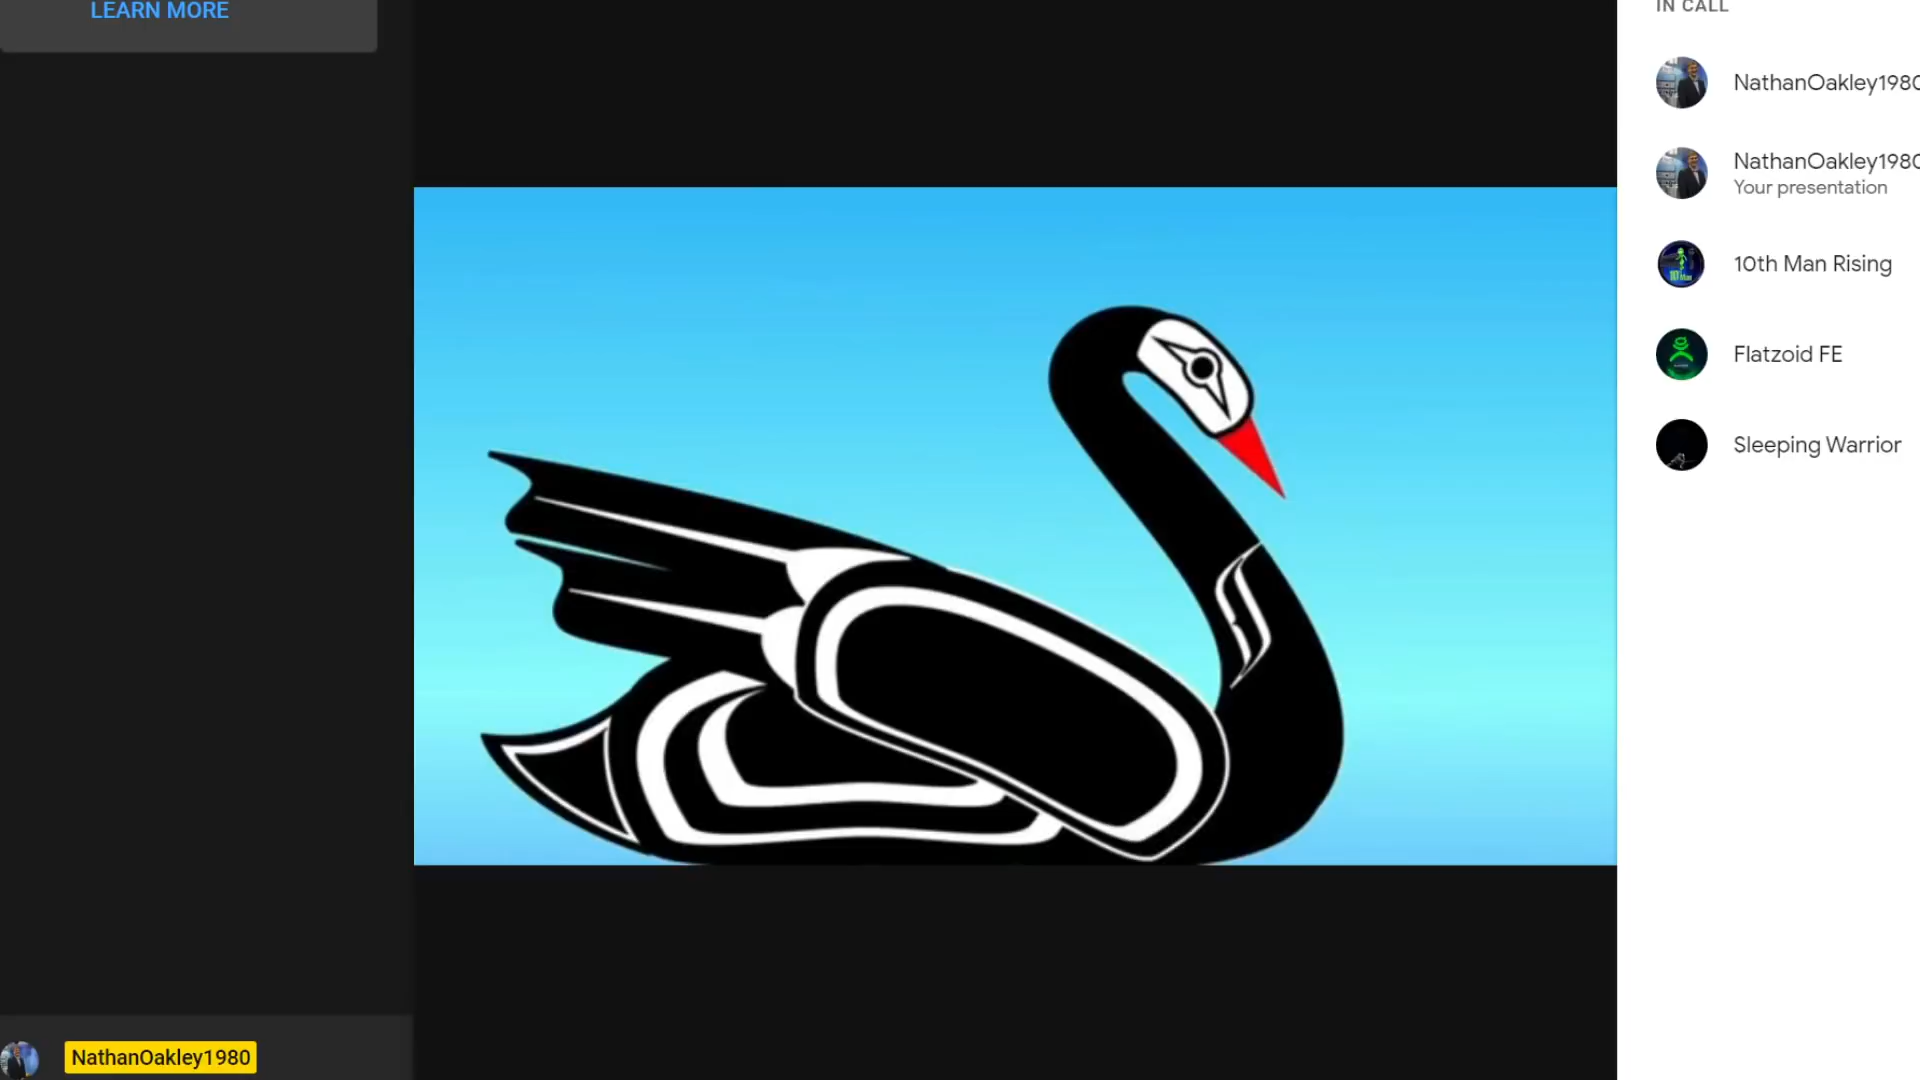 LEARN MORE
IN CALL
NathanOakley1980
NathanOakley1980
Your presentation
10th Man Rising
Flatzoid FE
Sleeping Warrior
NathanOakley1980